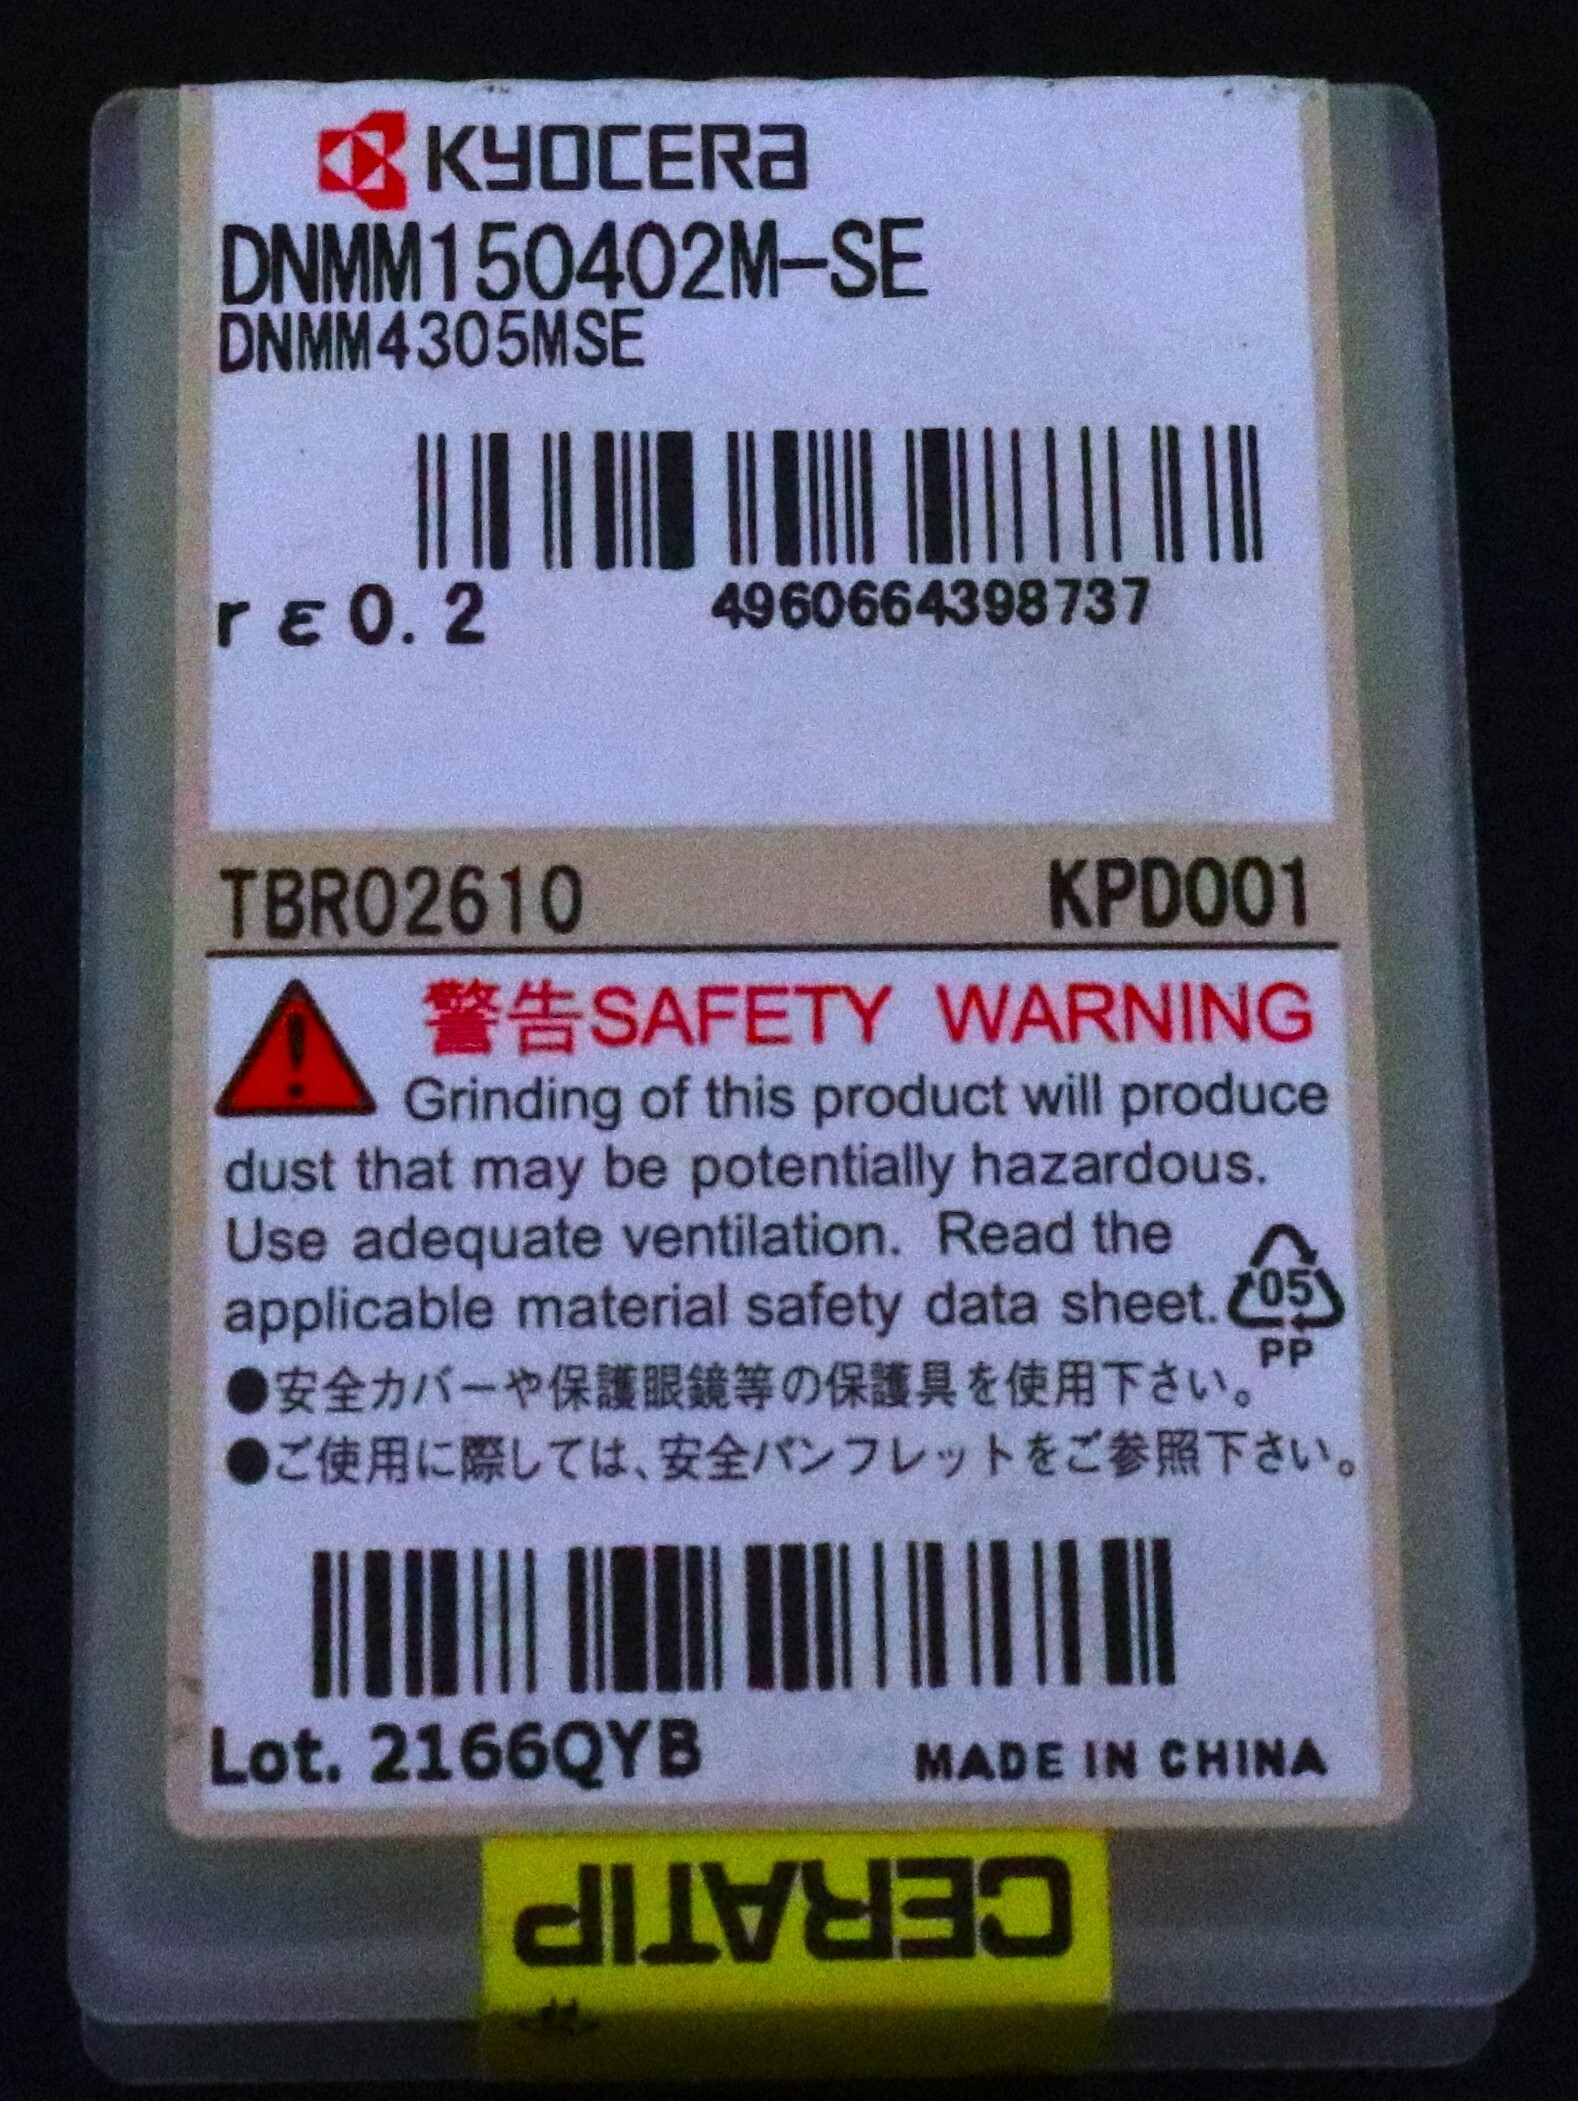 KYOCERA
DNMM150402M-SE
DNMM4305MSE
rε0.2 4960664398737
TBR02610 KPD001
警告SAFETY WARNING
Grinding of this product will produce
dust that may be potentially hazardous.
Use adequate ventilation. Read the
applicable material safety data sheet.
05
PP
●安全カバーや保護眼鏡等の保護具を使用下さい。
●ご使用に際しては、安全パンフレットをご参照下さい。
Lot. 2166QYB MADE IN CHINA
CERATIP